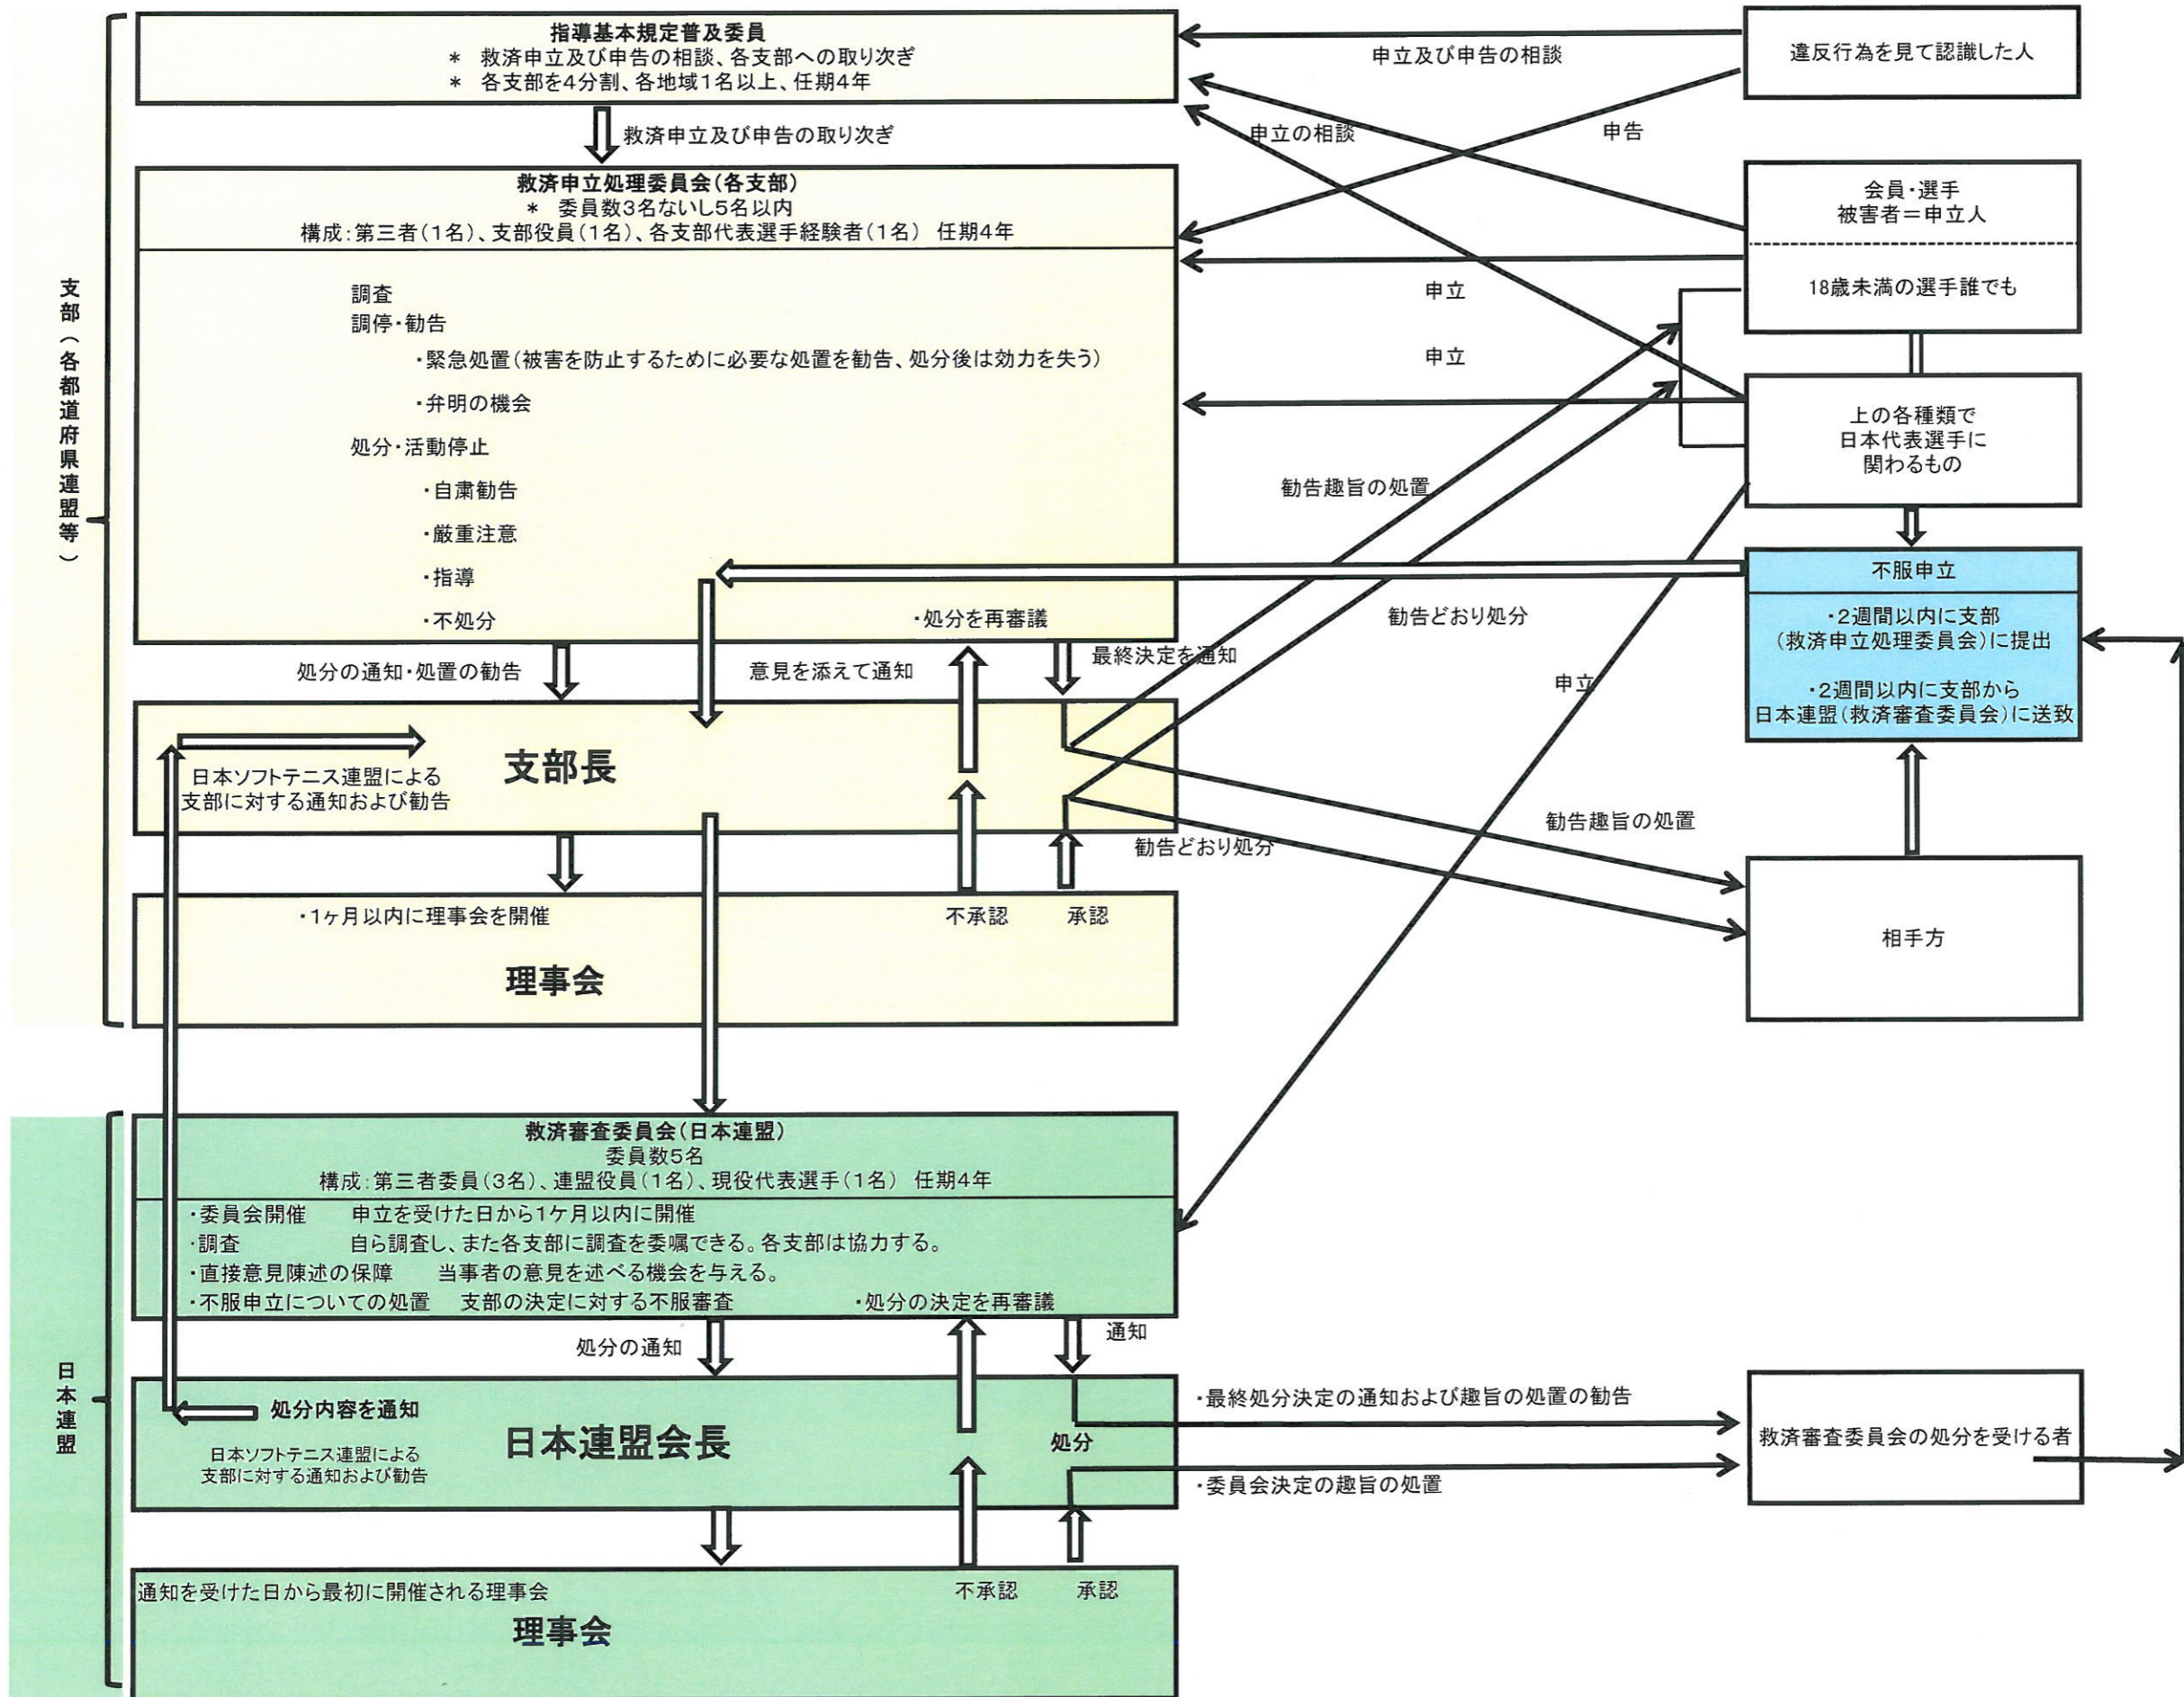 指導基本規定普及委員
* 救済申立及び申告の相談、各支部への取り次ぎ
* 各支部を4分割、各地域1名以上、任期4年
申立及び申告の相談
違反行為を見て認識した人
救済申立及び申告の取り次ぎ
申立の相談
申告
救済申立処理委員会(各支部)
* 委員数3名ないし5名以内
構成:第三者(1名)、支部役員(1名)、各支部代表選手経験者(1名) 任期4年
会員・選手
被害者=申立人
18歳未満の選手誰でも
支部(各都道府県連盟等)
調査
調停・勧告
・緊急処置(被害を防止するために必要な処置を勧告、処分後は効力を失う)
・弁明の機会
処分・活動停止
・自粛勧告
・厳重注意
・指導
・不処分
・処分を再審議
申立
申立
上の各種類で
日本代表選手に
関わるもの
勧告趣旨の処置
勧告どおり処分
不服申立
・2週間以内に支部
(救済申立処理委員会)に提出
・2週間以内に支部から
日本連盟(救済審査委員会)に送致
処分の通知・処置の勧告
意見を添えて通知
最終決定を通知
申立
支部長
日本ソフトテニス連盟による
支部に対する通知および勧告
勧告趣旨の処置
勧告どおり処分
・1ヶ月以内に理事会を開催
不承認
承認
理事会
相手方
救済審査委員会(日本連盟)
委員数5名
構成:第三者委員(3名)、連盟役員(1名)、現役代表選手(1名) 任期4年
・委員会開催 申立を受けた日から1ケ月以内に開催
・調査 自ら調査し、また各支部に調査を委嘱できる。各支部は協力する。
・直接意見陳述の保障 当事者の意見を述べる機会を与える。
・不服申立についての処置 支部の決定に対する不服審査 ・処分の決定を再審議
処分の通知
通知
日本連盟
処分内容を通知
日本連盟会長
処分
日本ソフトテニス連盟による
支部に対する通知および勧告
・最終処分決定の通知および趣旨の処置の勧告
・委員会決定の趣旨の処置
救済審査委員会の処分を受ける者
通知を受けた日から最初に開催される理事会
不承認
承認
理事会